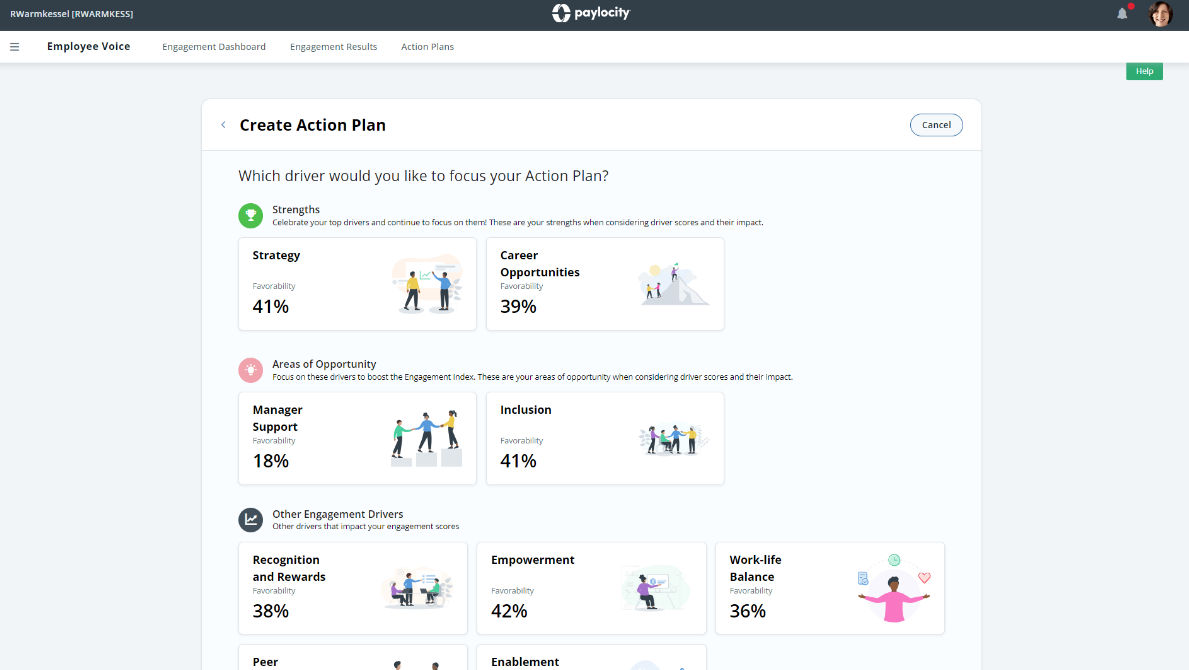 RWarmkessel [RWARMKESS]
paylocity
Employee Voice
Engagement Dashboard
Engagement Results
Action Plans
Help
Create Action Plan
Cancel
Which driver would you like to focus your Action Plan?
Strengths
Celebrate your top drivers and continue to focus on them! These are your strengths when considering driver scores and their impact.
Strategy
Favorability
41%
Career
Opportunities
Favorability
39%
Areas of Opportunity
Focus on these drivers to boost the Engagement Index. These are your areas of opportunity when considering driver scores and their impact.
Manager
Support
Favorability
18%
Inclusion
Favorability
41%
Other Engagement Drivers
Other drivers that impact your engagement scores
Recognition
and Rewards
Favorability
38%
Empowerment
Favorability
42%
Work-life
Balance
Favorability
36%
Peer
Enablement